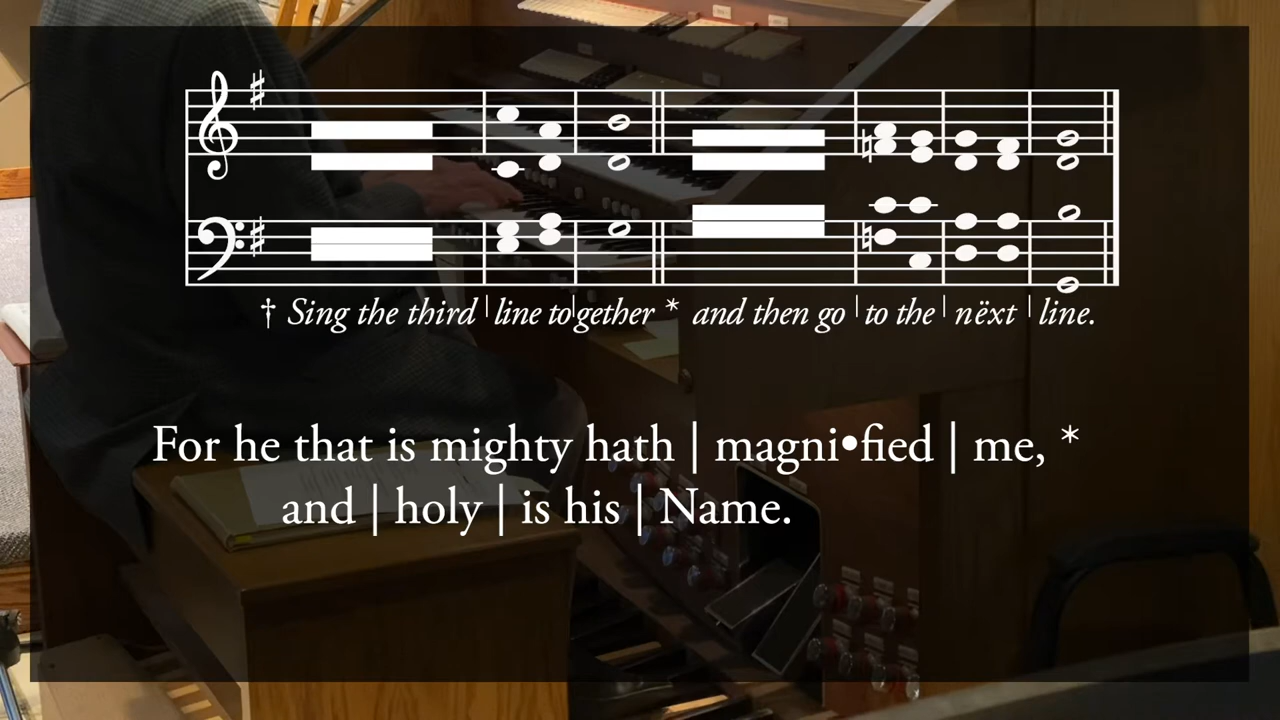 † Sing the third | line to|gether * and then go | to the | nëxt | line.
For he that is mighty hath | magni•fied | me, *
and | holy | is his | Name.